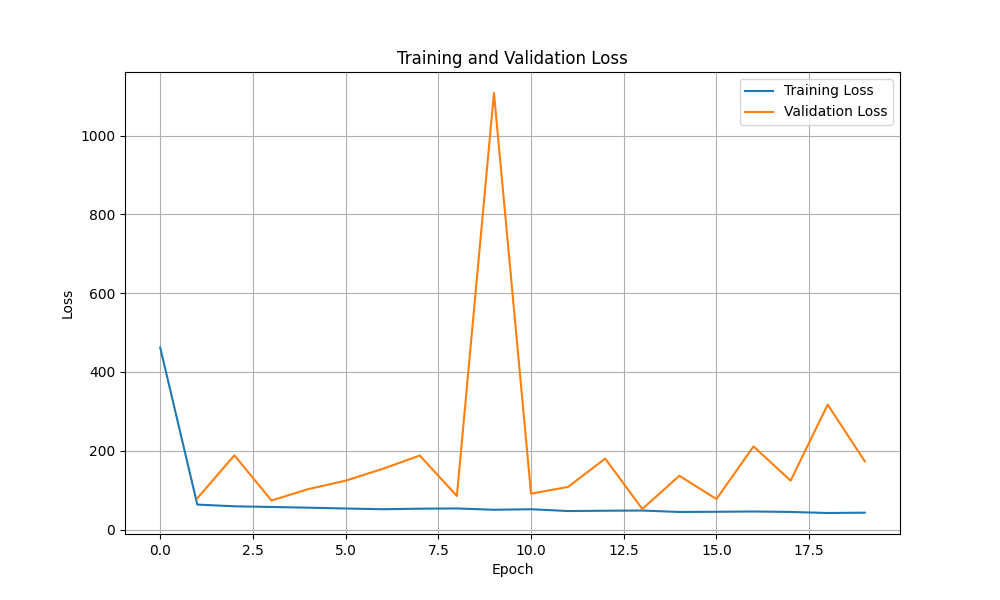 Training and Validation Loss
Training Loss
Validation Loss
1000
800
600
400
200
0
Loss
0.0 2.5 5.0 7.5 10.0 12.5 15.0 17.5
Epoch